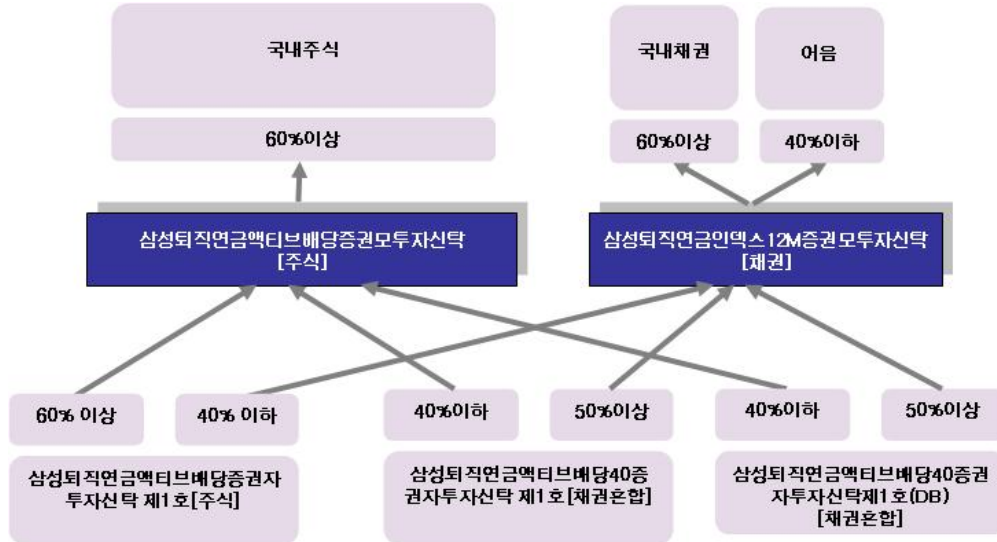 국내주식
국내채권
어음
60%이상
60%이상
40%이하
삼성퇴직연금액티브배당증권모투자신탁
[주식]
삼성퇴직연금인덱스12M증권모투자신탁
[채권]
60% 이상
40% 이하
40%이하
50%이상
40%이하
50%이상
삼성퇴직연금액티브배당증권자
투자신탁 제1호[주식]
삼성퇴직연금액티브배당40증
권자투자신탁 제1호[채권혼합]
삼성퇴직연금액티브배당40증권
자투자신탁제1호(DB)
[채권혼합]